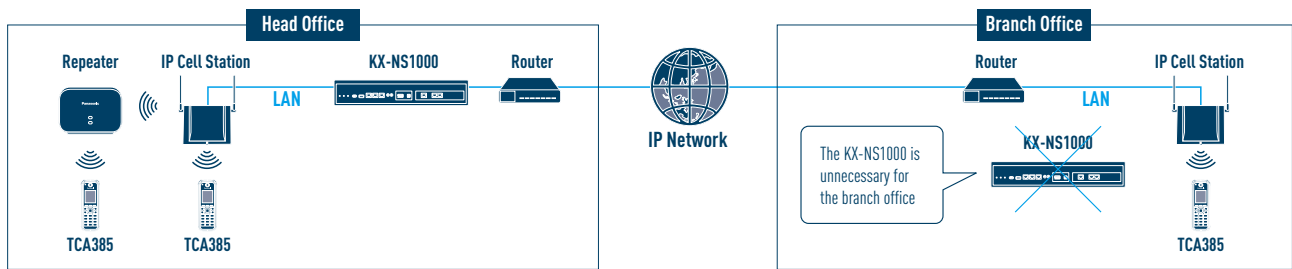 Head Office
Branch Office
Repeater
IP Cell Station
KX-NS1000
Router
Panasonic
LAN
TCA385
TCA385
IP Network
Router
IP Cell Station
LAN
The KX-NS1000 is
unnecessary for
the branch office
KX-NS1000
TCA385